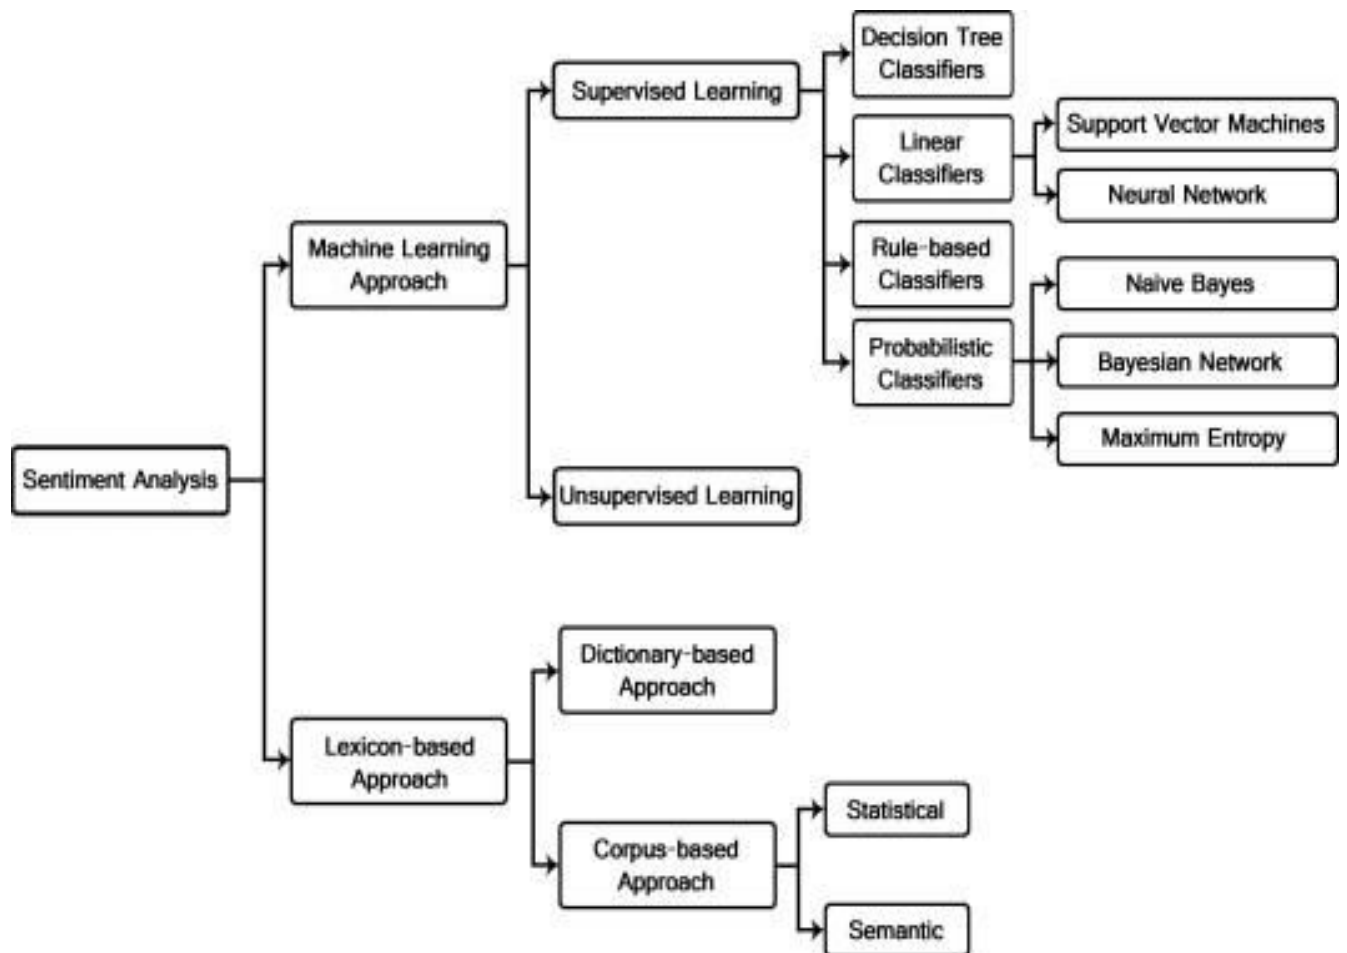 Decision Tree
Classifiers
Supervised Learning
Support Vector Machines
Linear
Classifiers
Neural Network
Machine Learning
Approach
Rule-based
Classifiers
Naive Bayes
Probabilistic
Classifiers
Bayesian Network
Maximum Entropy
Sentiment Analysis
Unsupervised Learning
Dictionary-based
Approach
Lexicon-based
Approach
Statistical
Corpus-based
Approach
Semantic